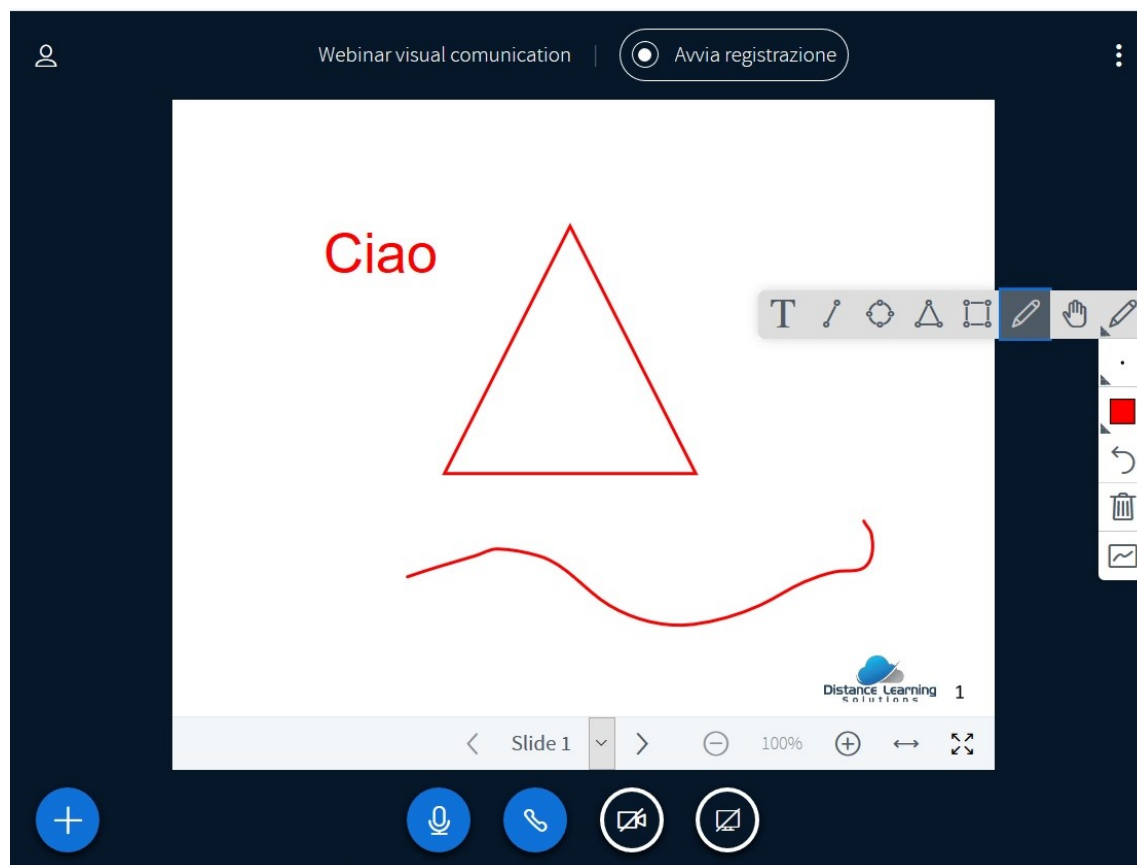 Webinar visual comunication
Avvia registrazione
Ciao
T
Distance Learning
Solutions
1
Slide 1
100%